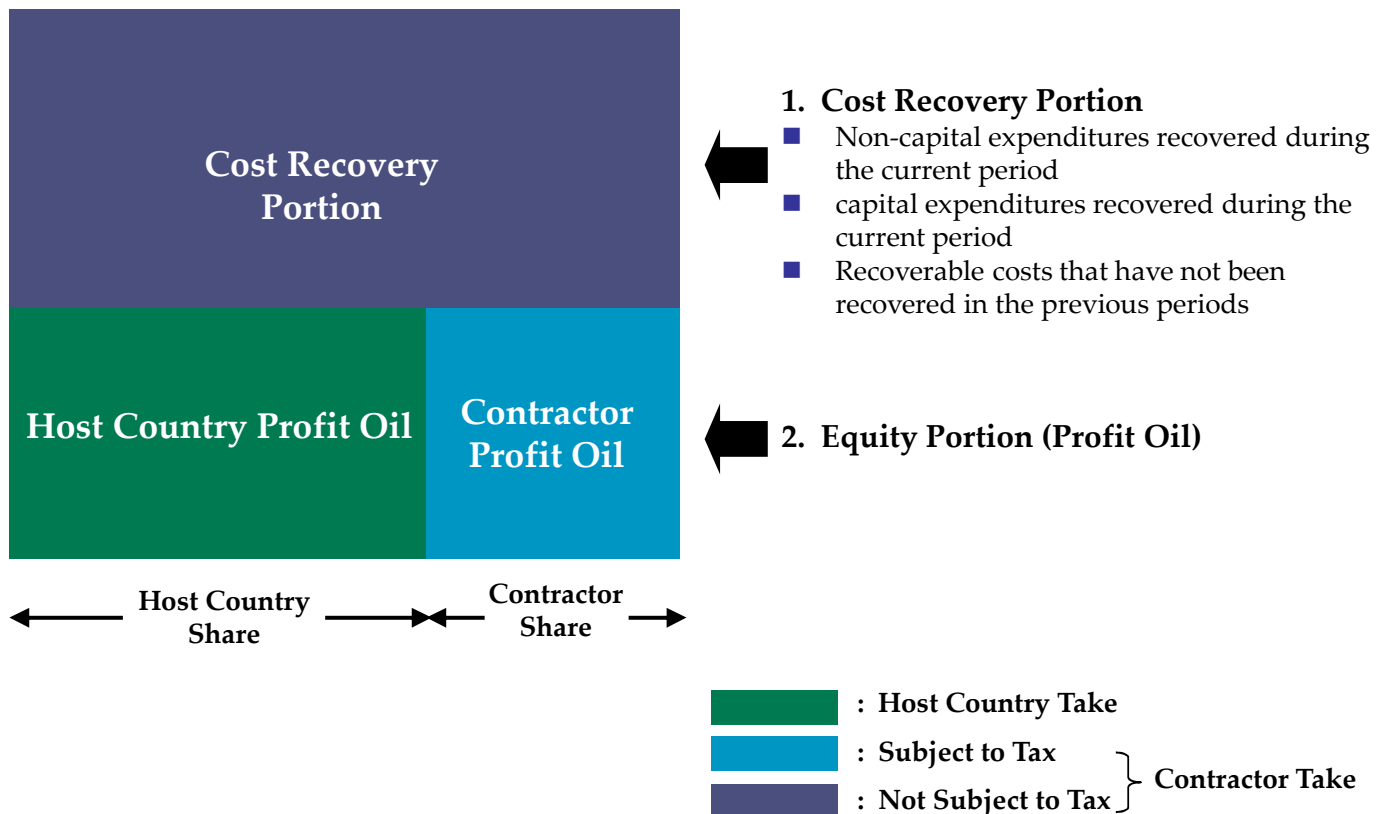 Cost Recovery
Portion
Host Country Profit Oil
Contractor
Profit Oil
Host Country
Share
Contractor
Share
1. Cost Recovery Portion
Non-capital expenditures recovered during
the current period
capital expenditures recovered during the
current period
Recoverable costs that have not been
recovered in the previous periods
2. Equity Portion (Profit Oil)
: Host Country Take
: Subject to Tax
: Not Subject to Tax
Contractor Take